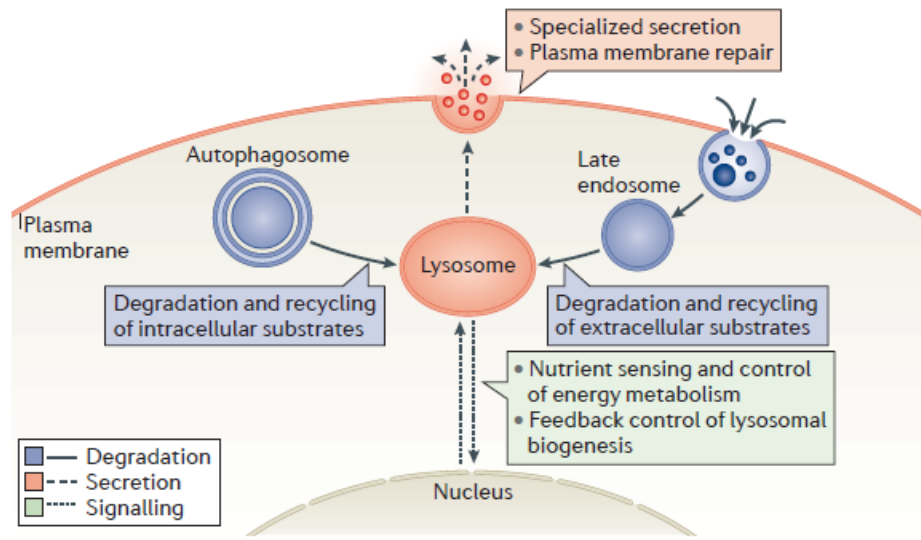 • Specialized secretion
• Plasma membrane repair
Autophagosome
Late
endosome
Plasma
membrane
Lysosome
Degradation and recycling
of intracellular substrates
Degradation and recycling
of extracellular substrates
• Nutrient sensing and control
of energy metabolism
• Feedback control of lysosomal
biogenesis
Degradation
Secretion
Signalling
Nucleus